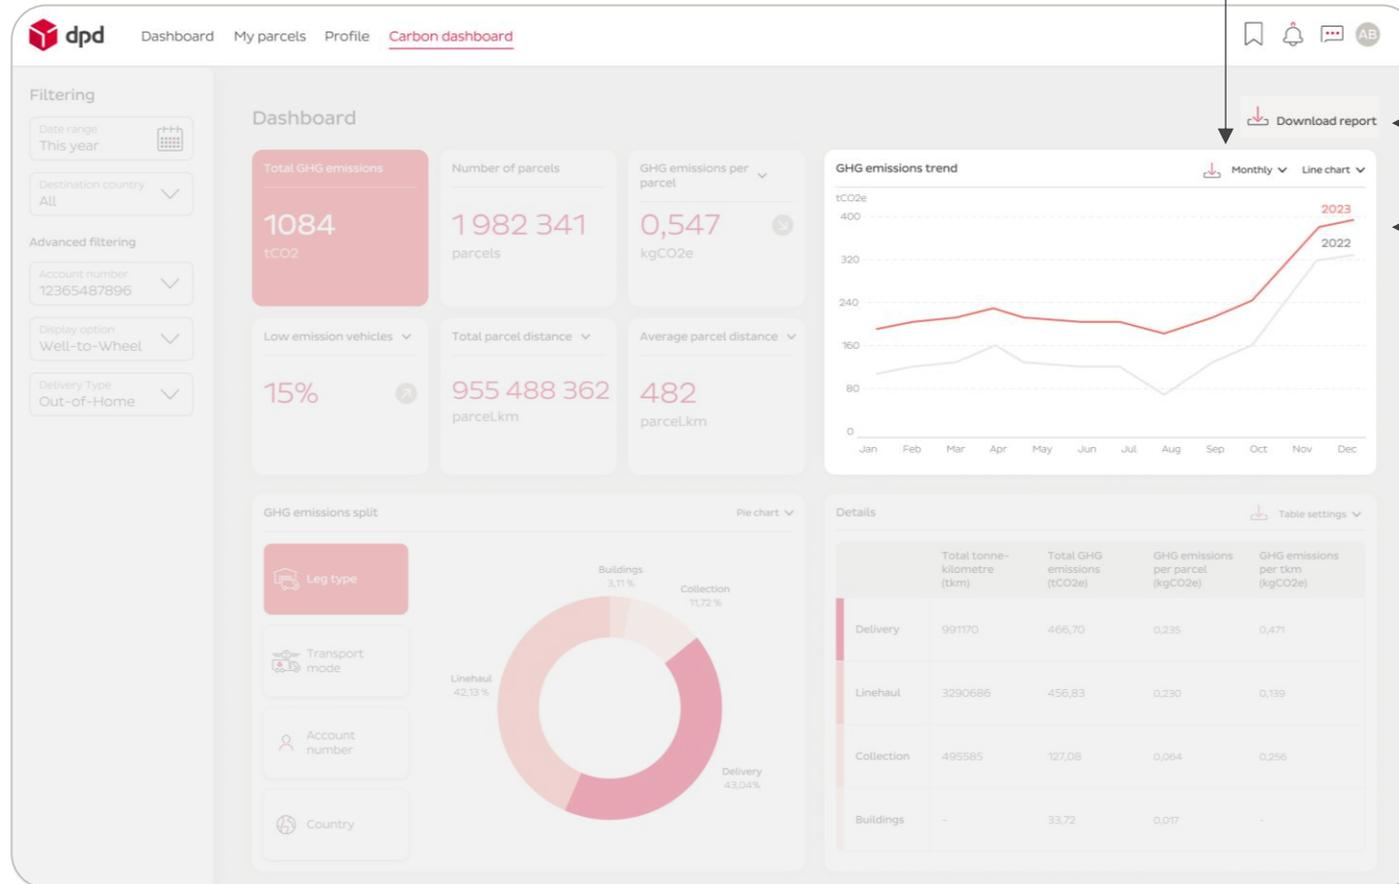 dpd
Dashboard My parcels Profile Carbon dashboard
AB
Filtering
Date range
This year
Destination country
All
Advanced filtering
Account number
12365487896
Display option
Well-to-Wheel
Delivery Type
Out-of-Home
Dashboard
Download report
Total GHG emissions
1084
tCO2
Number of parcels
1 982 341
parcels
GHG emissions per
parcel
0,547
kgCO2e
Low emission vehicles
15%
Total parcel distance
955 488 362
parcel.km
Average parcel distance
482
parcel.km
GHG emissions trend
Monthly
Line chart
tCO2e
400
320
240
160
80
0
2023
2022
Jan Feb Mar Apr May Jun Jul Aug Sep Oct Nov Dec
GHG emissions split
Pie chart
Leg type
Transport
mode
Account
number
Country
Buildings
3,11 %
Collection
11,72 %
Linehaul
42,13 %
Delivery
43,04%
Details
Table settings
Total tonne-
kilometre
(tkm)
Total GHG
emissions
(tCO2e)
GHG emissions
per parcel
(kgCO2e)
GHG emissions
per tkm
(kgCO2e)
Delivery 991170 466,70 0,235 0,471
Linehaul 3290686 456,83 0,230 0,139
Collection 495585 127,08 0,064 0,256
Buildings - 33,72 0,017 -